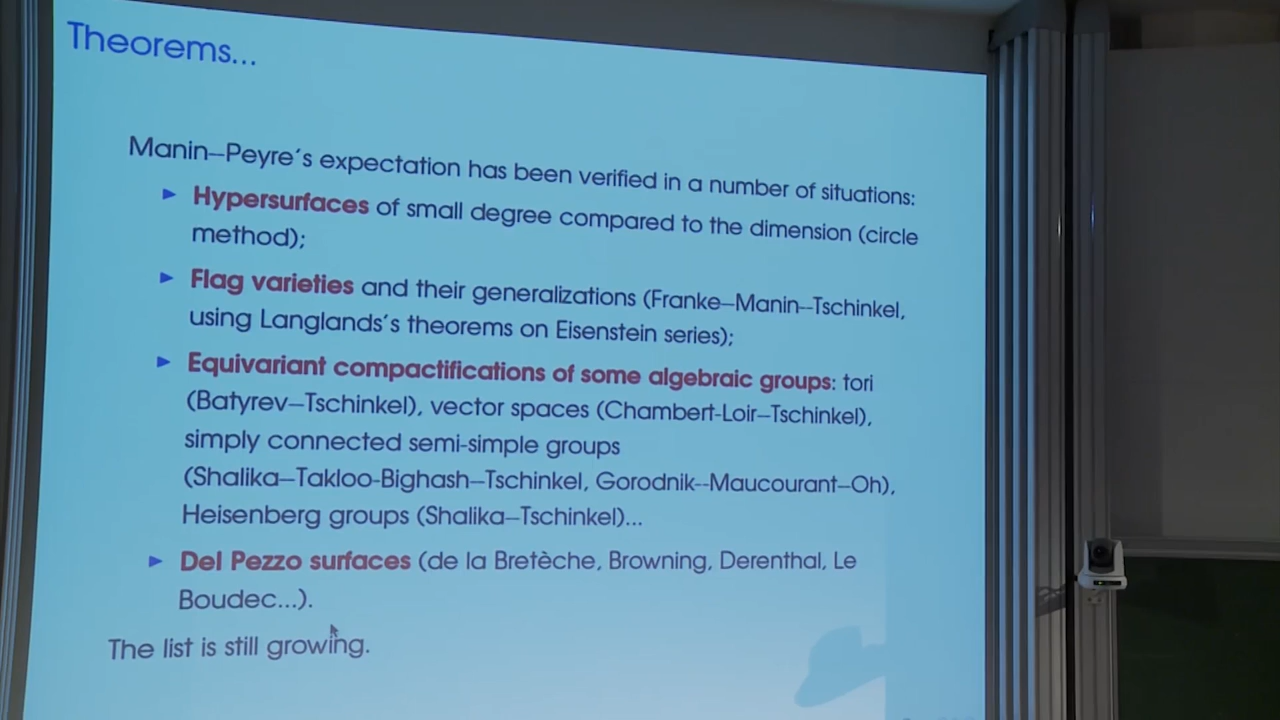 Theorems...
Manin–Peyre's expectation has been verified in a number of situations:
► Hypersurfaces of small degree compared to the dimension (circle
method);
► Flag varieties and their generalizations (Franke–Manin–Tschinkel,
using Langlands's theorems on Eisenstein series);
► Equivariant compactifications of some algebraic groups: tori
(Batyrev–Tschinkel), vector spaces (Chambert-Loir–Tschinkel),
simply connected semi-simple groups
(Shalika–Takloo-Bighash–Tschinkel, Gorodnik–Maucourant–Oh),
Heisenberg groups (Shalika–Tschinkel)...
► Del Pezzo surfaces (de la Bretèche, Browning, Derenthal, Le
Boudec...).
The list is still growing.